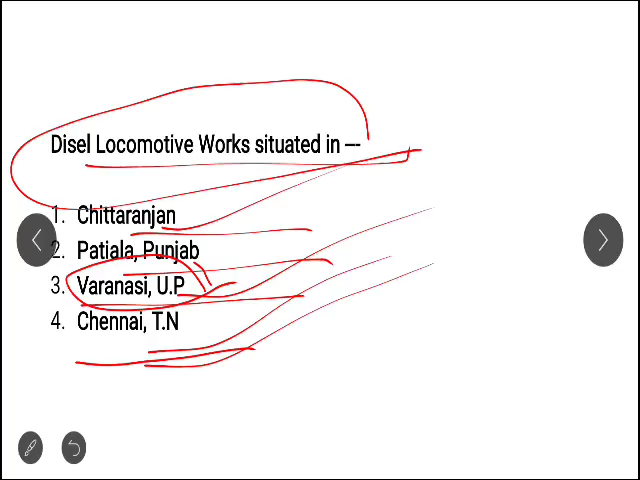 Disel Locomotive Works situated in ---
1. Chittaranjan
2. Patiala, Punjab
3. Varanasi, U.P
4. Chennai, T.N